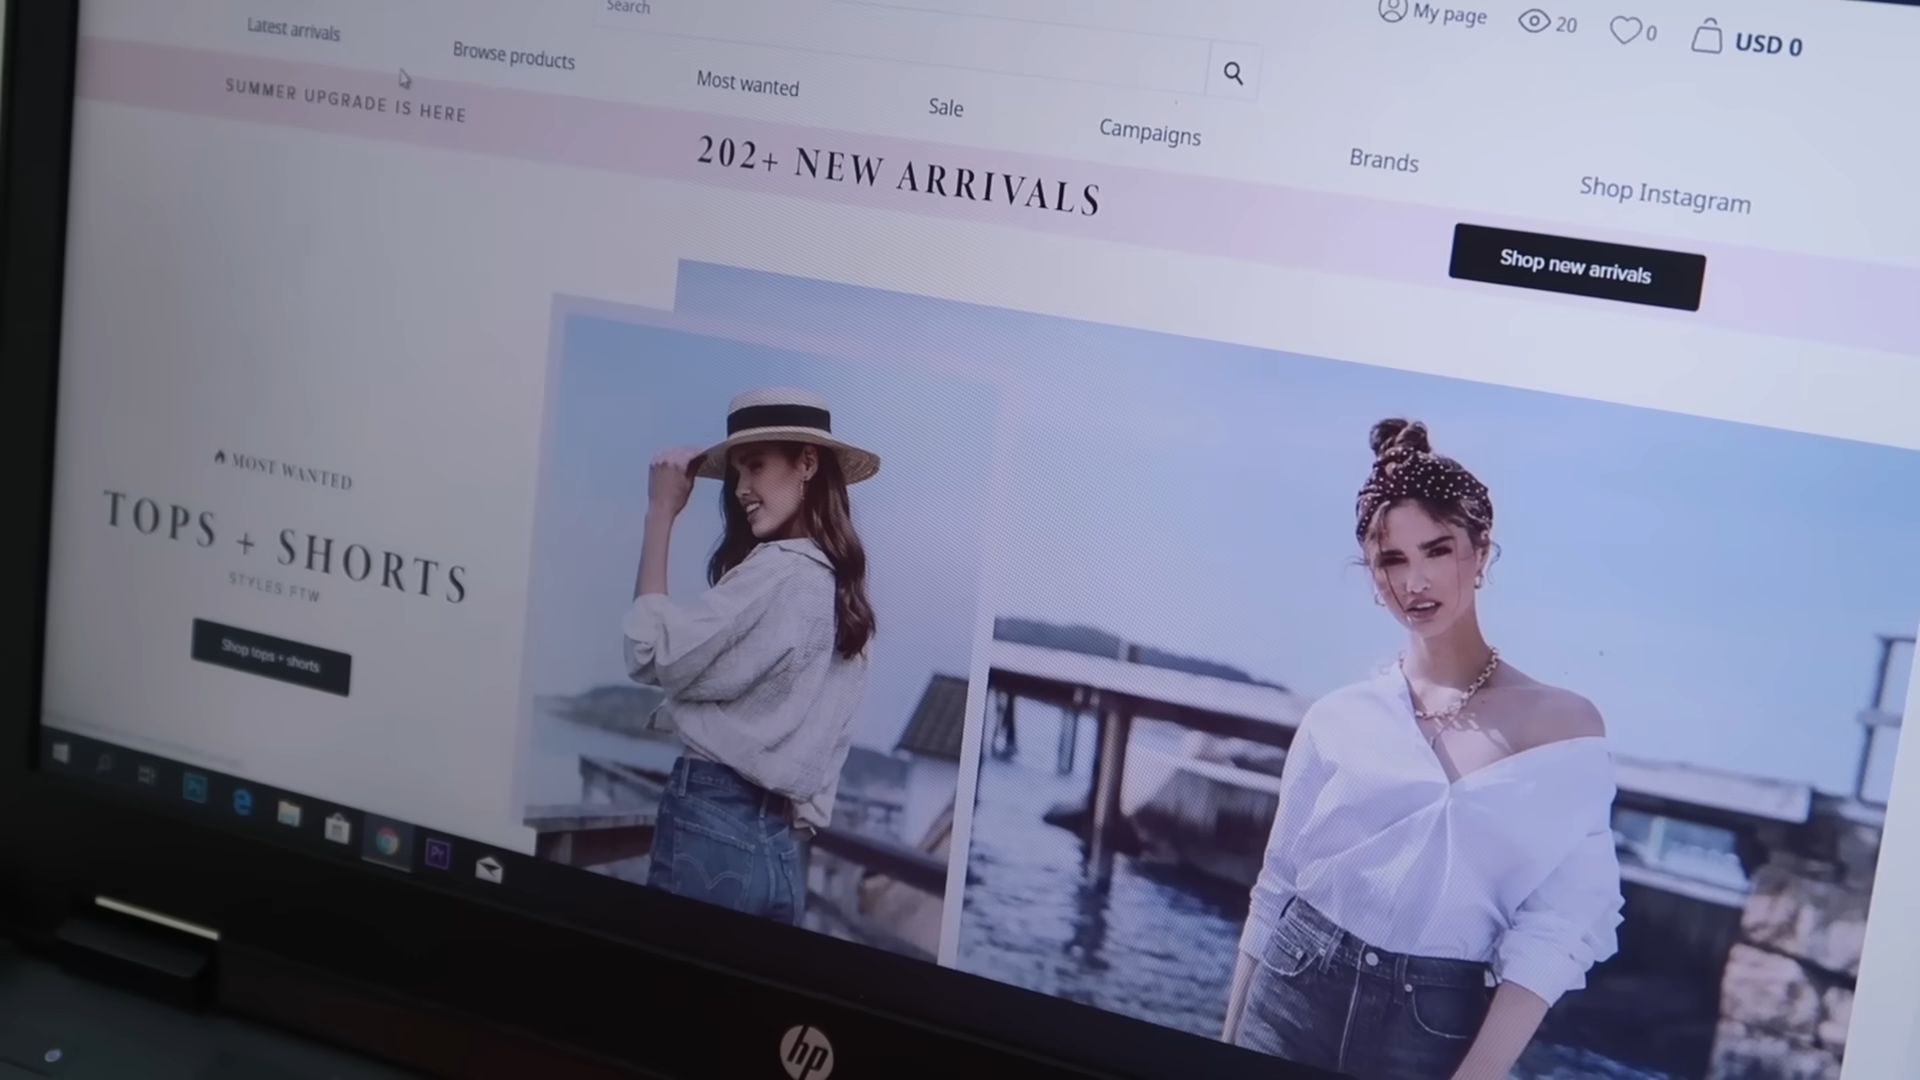 Search
My page
20
0
USD 0
Latest arrivals
Browse products
Most wanted
Sale
Campaigns
Brands
Shop Instagram
SUMMER UPGRADE IS HERE
202+ NEW ARRIVALS
Shop new arrivals
MOST WANTED
TOPS + SHORTS
STYLES FTW
Shop tops + shorts
Pr
hp